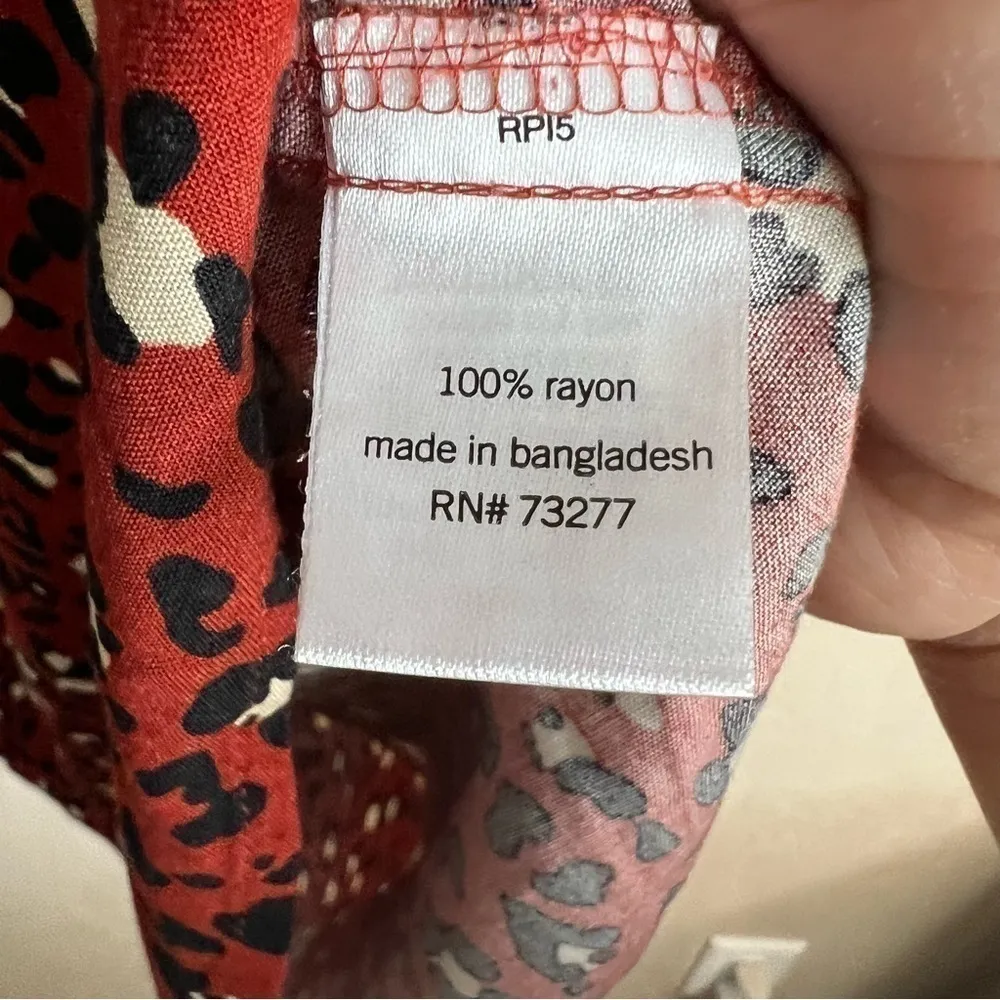 RPI5
100% rayon
made in bangladesh
RN# 73277